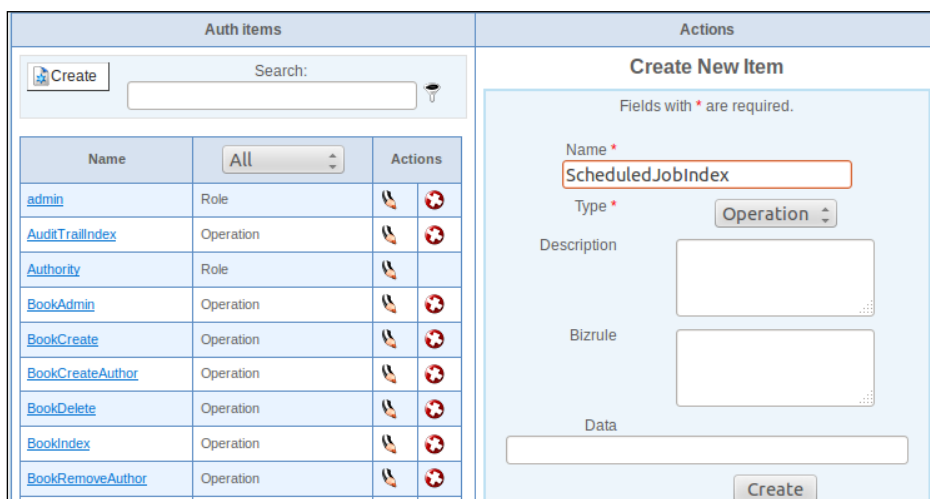 Auth items
Create
Search:
Name All Actions
admin Role
AuditTrailIndex Operation
Authority Role
BookAdmin Operation
BookCreate Operation
BookCreateAuthor Operation
BookDelete Operation
BookIndex Operation
BookRemoveAuthor Operation
Actions
Create New Item
Fields with * are required.
Name *
ScheduledJobIndex
Type * Operation
Description
Bizrule
Data
Create